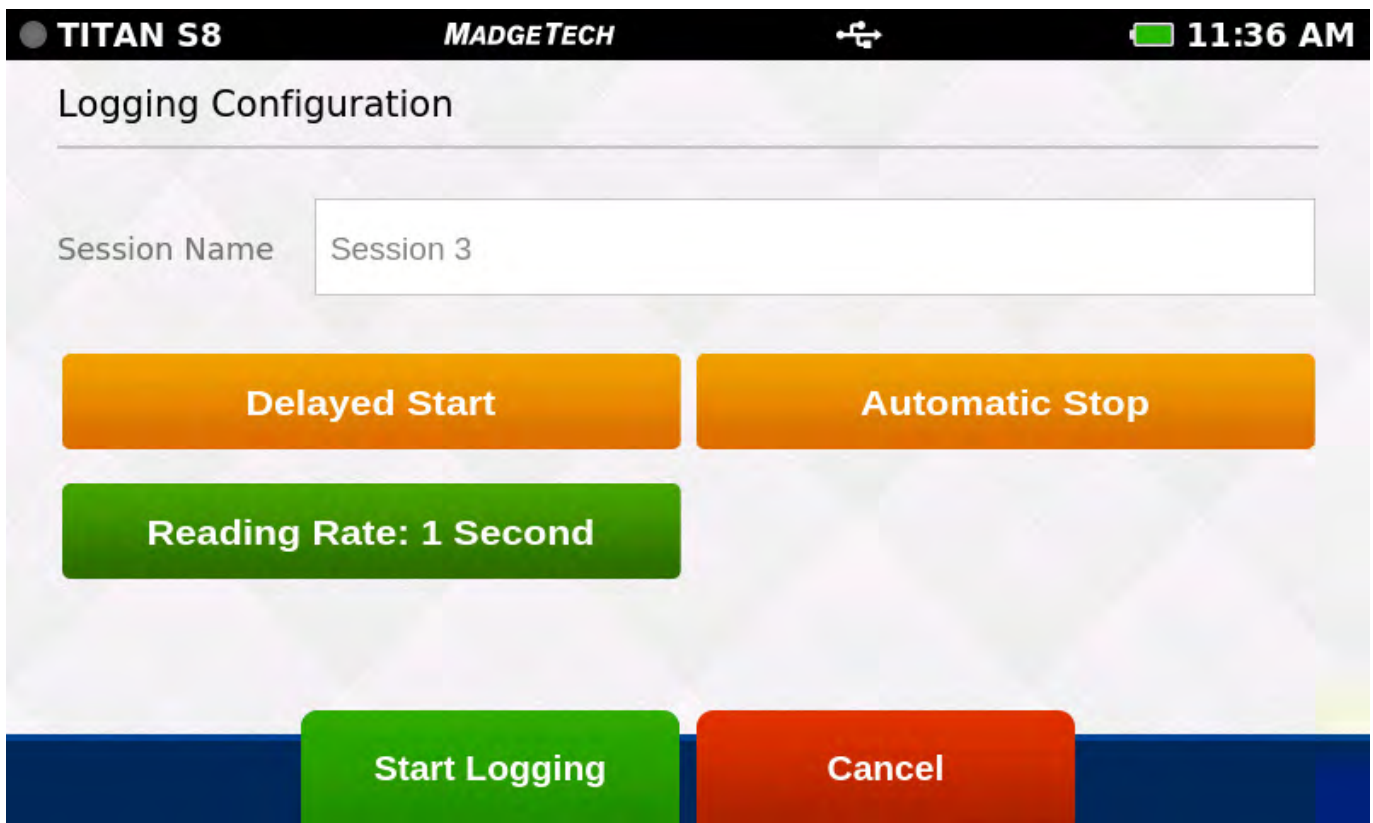 TITAN S8 MADGETECH 11:36 AM
Logging Configuration
Session Name Session 3
Delayed Start Automatic Stop
Reading Rate: 1 Second
Start Logging Cancel